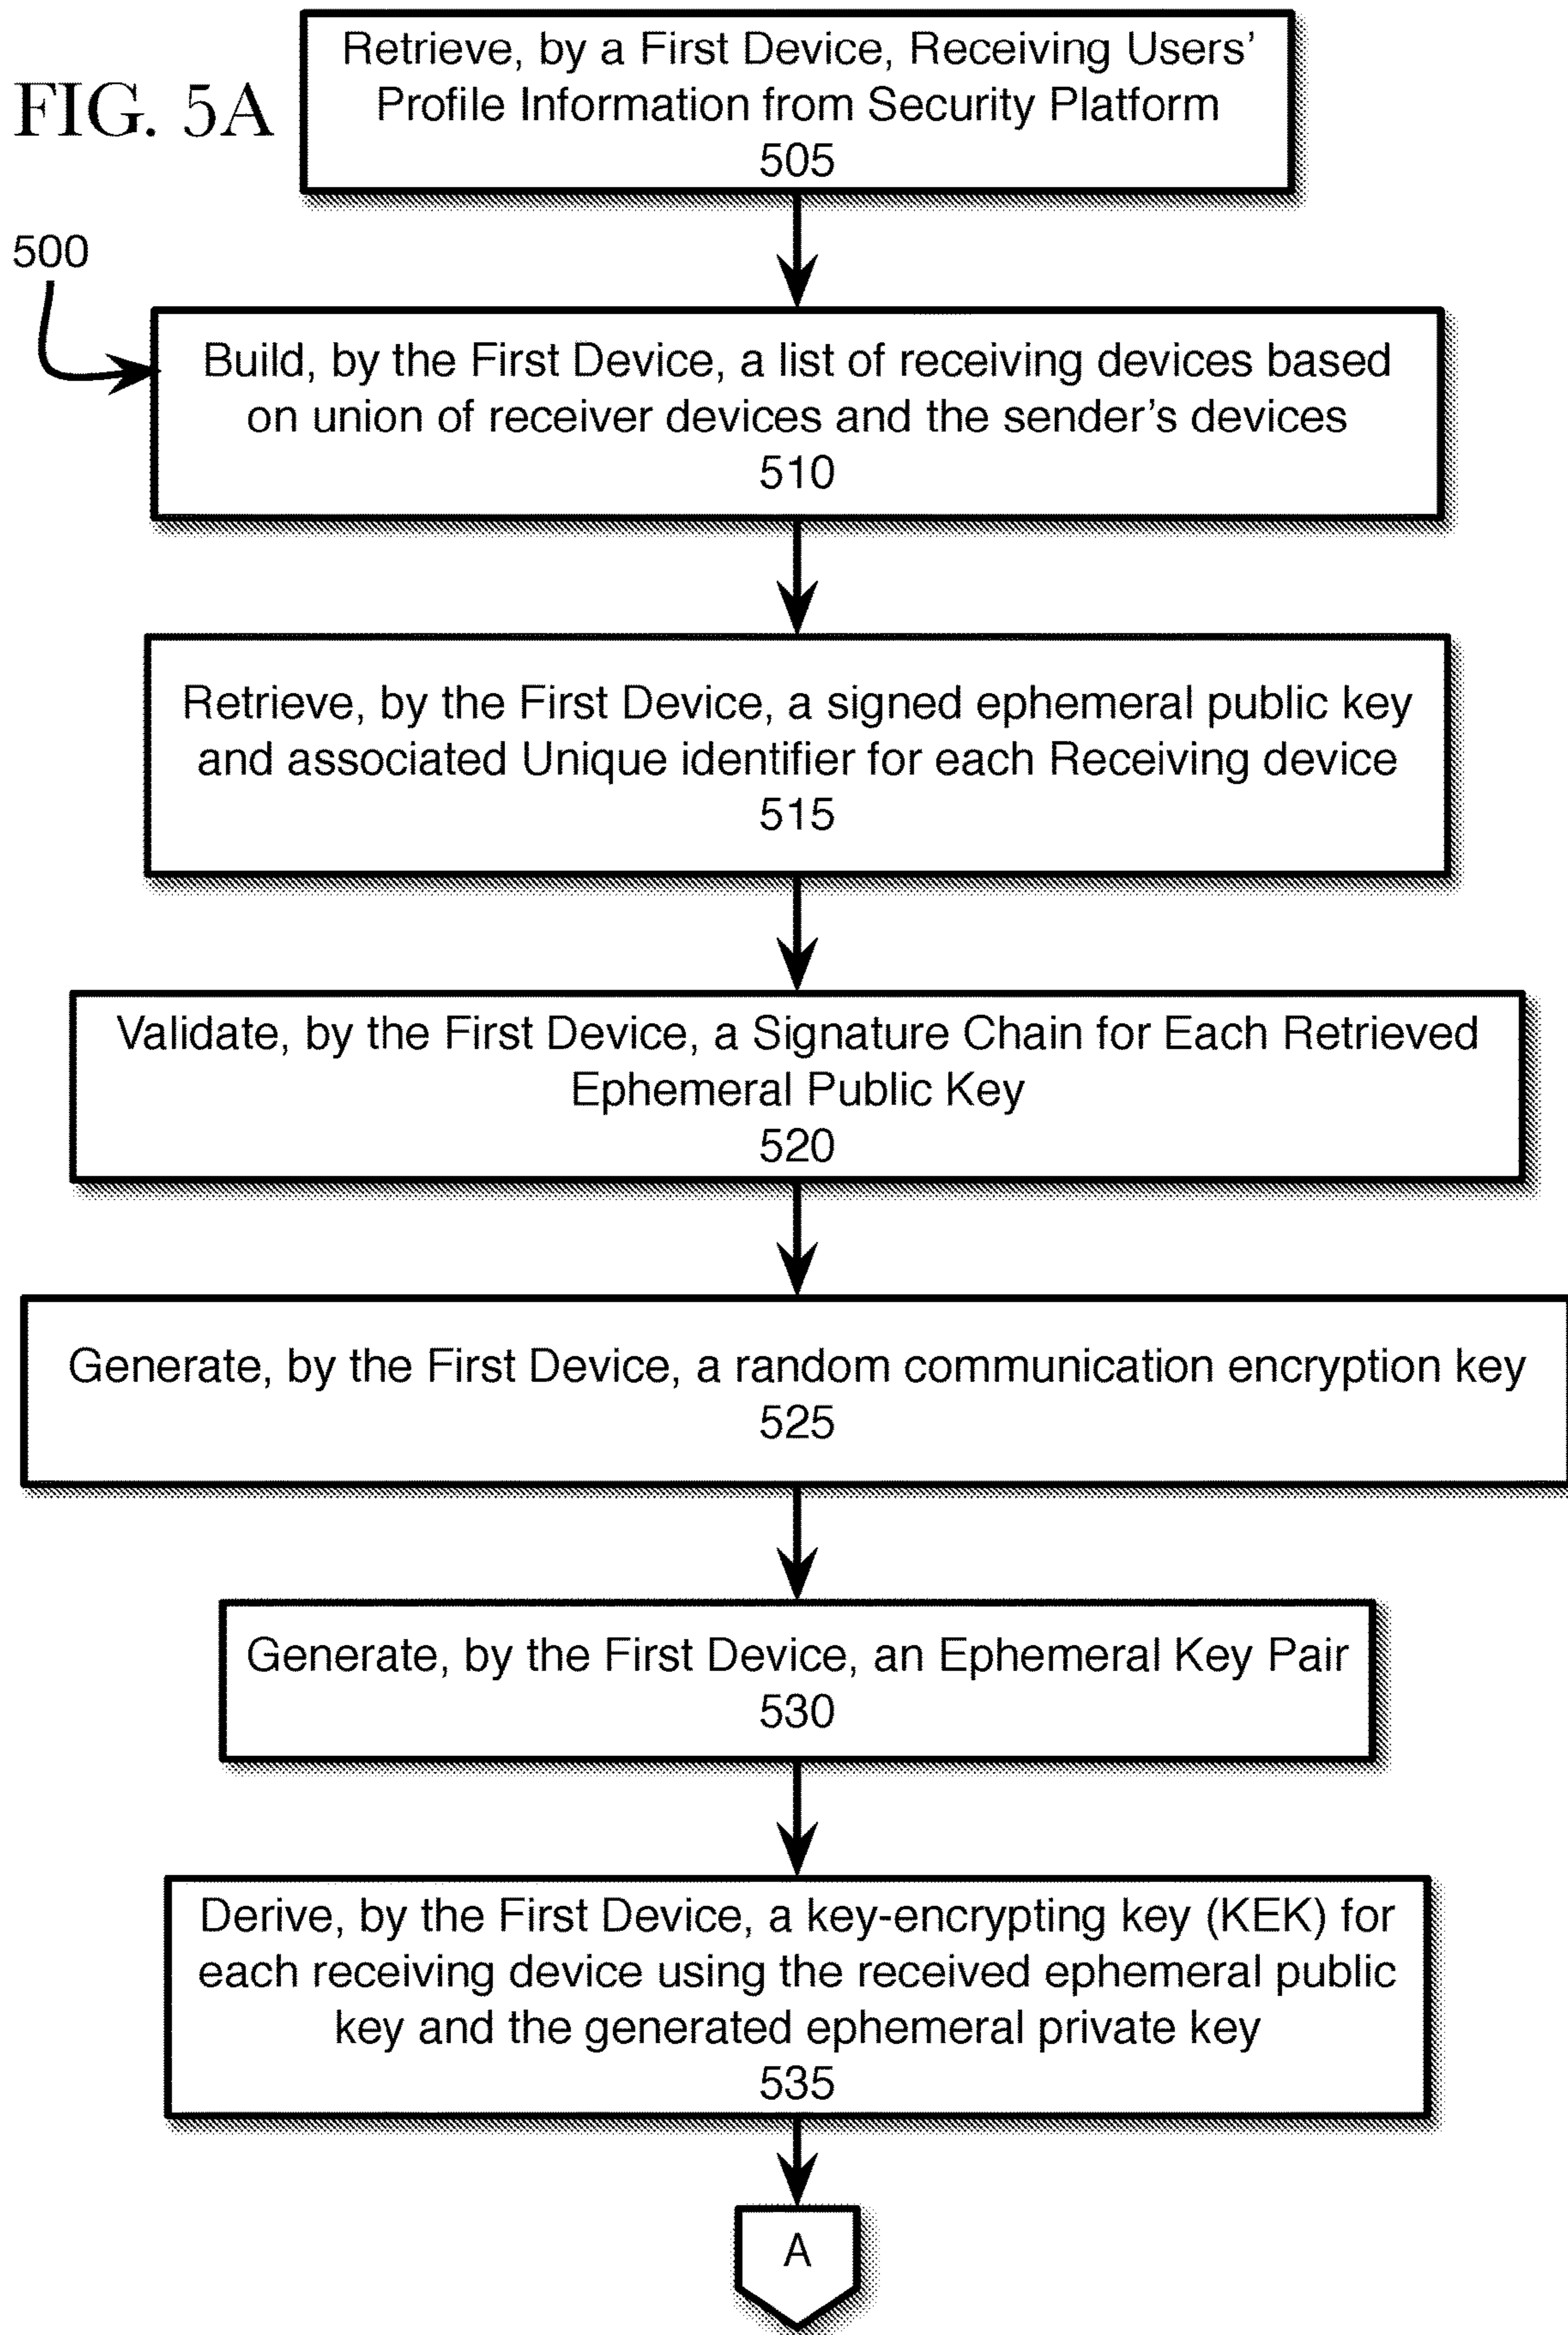 FIG. 5A
Retrieve, by a First Device, Receiving Users’
Profile Information from Security Platform
505
500
Build, by the First Device, a list of receiving devices based
on union of receiver devices and the sender’s devices
510
Retrieve, by the First Device, a signed ephemeral public key
and associated Unique identifier for each Receiving device
515
Validate, by the First Device, a Signature Chain for Each Retrieved
Ephemeral Public Key
520
Generate, by the First Device, a random communication encryption key
525
Generate, by the First Device, an Ephemeral Key Pair
530
Derive, by the First Device, a key-encrypting key (KEK) for
each receiving device using the received ephemeral public
key and the generated ephemeral private key
535
A